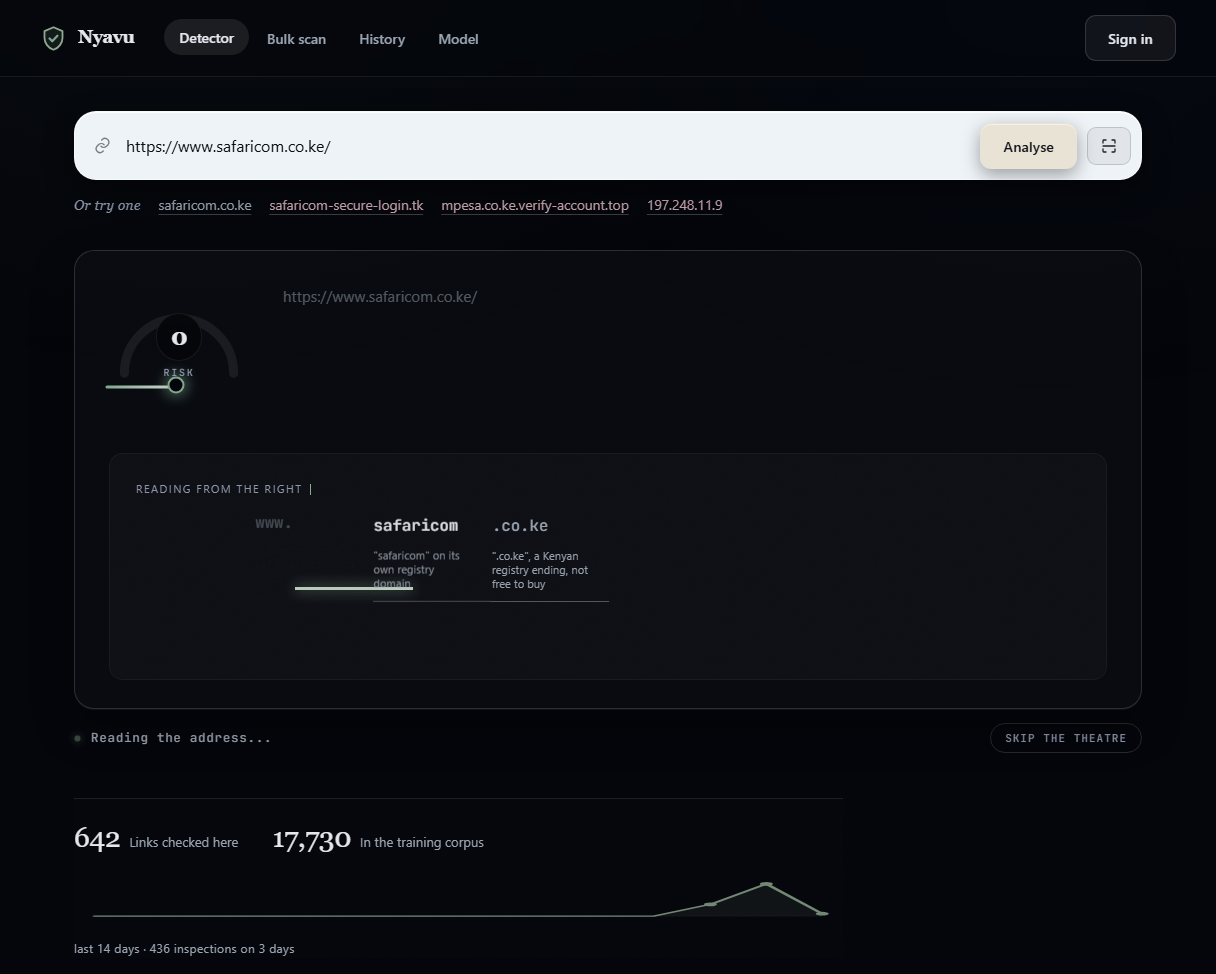 Nyavu
Detector
Bulk scan
History
Model
Sign in
https://www.safaricom.co.ke/
Analyse
Or try one safaricom.co.ke safaricom-secure-login.tk mpesa.co.ke.verify-account.top 197.248.11.9
https://www.safaricom.co.ke/
0
RISK
READING FROM THE RIGHT
www. safaricom .co.ke
"safaricom" on its
own registry
domain
".co.ke", a Kenyan
registry ending, not
free to buy
Reading the address...
SKIP THE THEATRE
642 Links checked here 17,730 In the training corpus
last 14 days · 436 inspections on 3 days